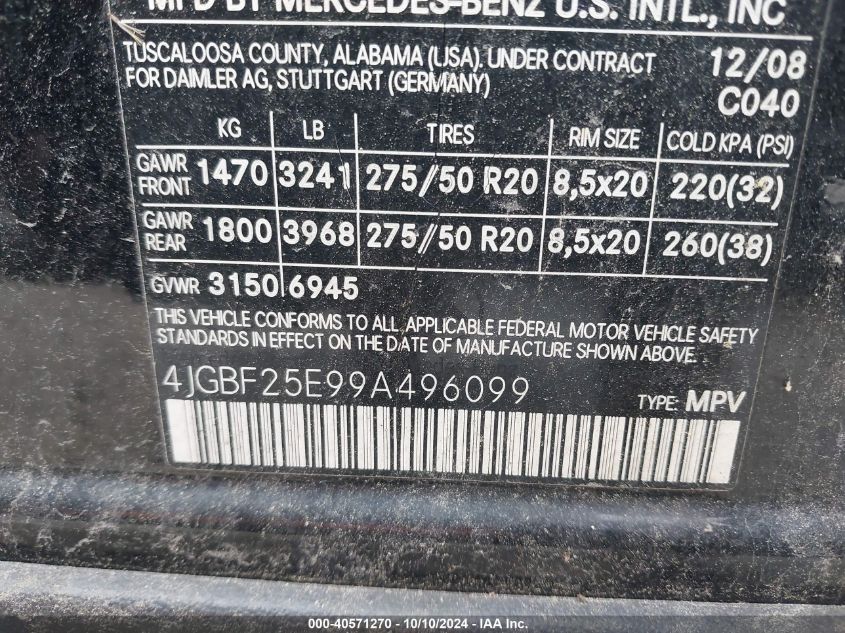 MFD BY MERCEDES-BENZ U.S. INTL., INC
TUSCALOOSA COUNTY, ALABAMA (USA). UNDER CONTRACT 12/08
FOR DAIMLER AG, STUTTGART (GERMANY) C040
KG LB TIRES RIM SIZE COLD KPA (PSI)
GAWR FRONT 1470 3241 275/50 R20 8,5x20 220(32)
GAWR REAR 1800 3968 275/50 R20 8,5x20 260(38)
GVWR 3150 6945
THIS VEHICLE CONFORMS TO ALL APPLICABLE FEDERAL MOTOR VEHICLE SAFETY
STANDARDS IN EFFECT ON THE DATE OF MANUFACTURE SHOWN ABOVE.
4JGBF25E99A496099 TYPE: MPV
000-40571270 - 10/10/2024 - IAAI.com